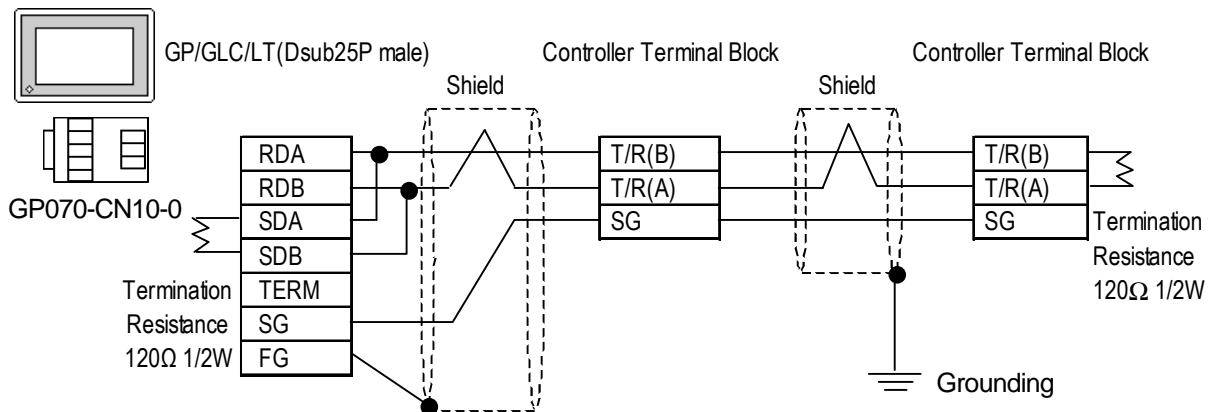 GP/GLC/LT(Dsub25P male)
Controller Terminal Block
Controller Terminal Block
Shield
Shield
GP070-CN10-0
RDA
RDB
SDA
SDB
TERM
SG
FG
Termination
Resistance
120Ω 1/2W
T/R(B)
T/R(A)
SG
T/R(B)
T/R(A)
SG
Termination
Resistance
120Ω 1/2W
Grounding